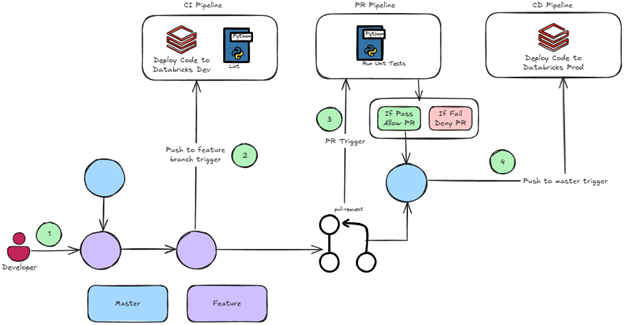 CI Pipeline
PR Pipeline
CD Pipeline
Python
Python
Deploy Code to
Databricks Dev
Lint
Run Unit Tests
Deploy Code to
Databricks Prod
If Pass
Allow PR
If Fail
Deny PR
3
PR Trigger
Push to feature
branch trigger
2
4
Push to master trigger
pull-request
1
Developer
Master
Feature